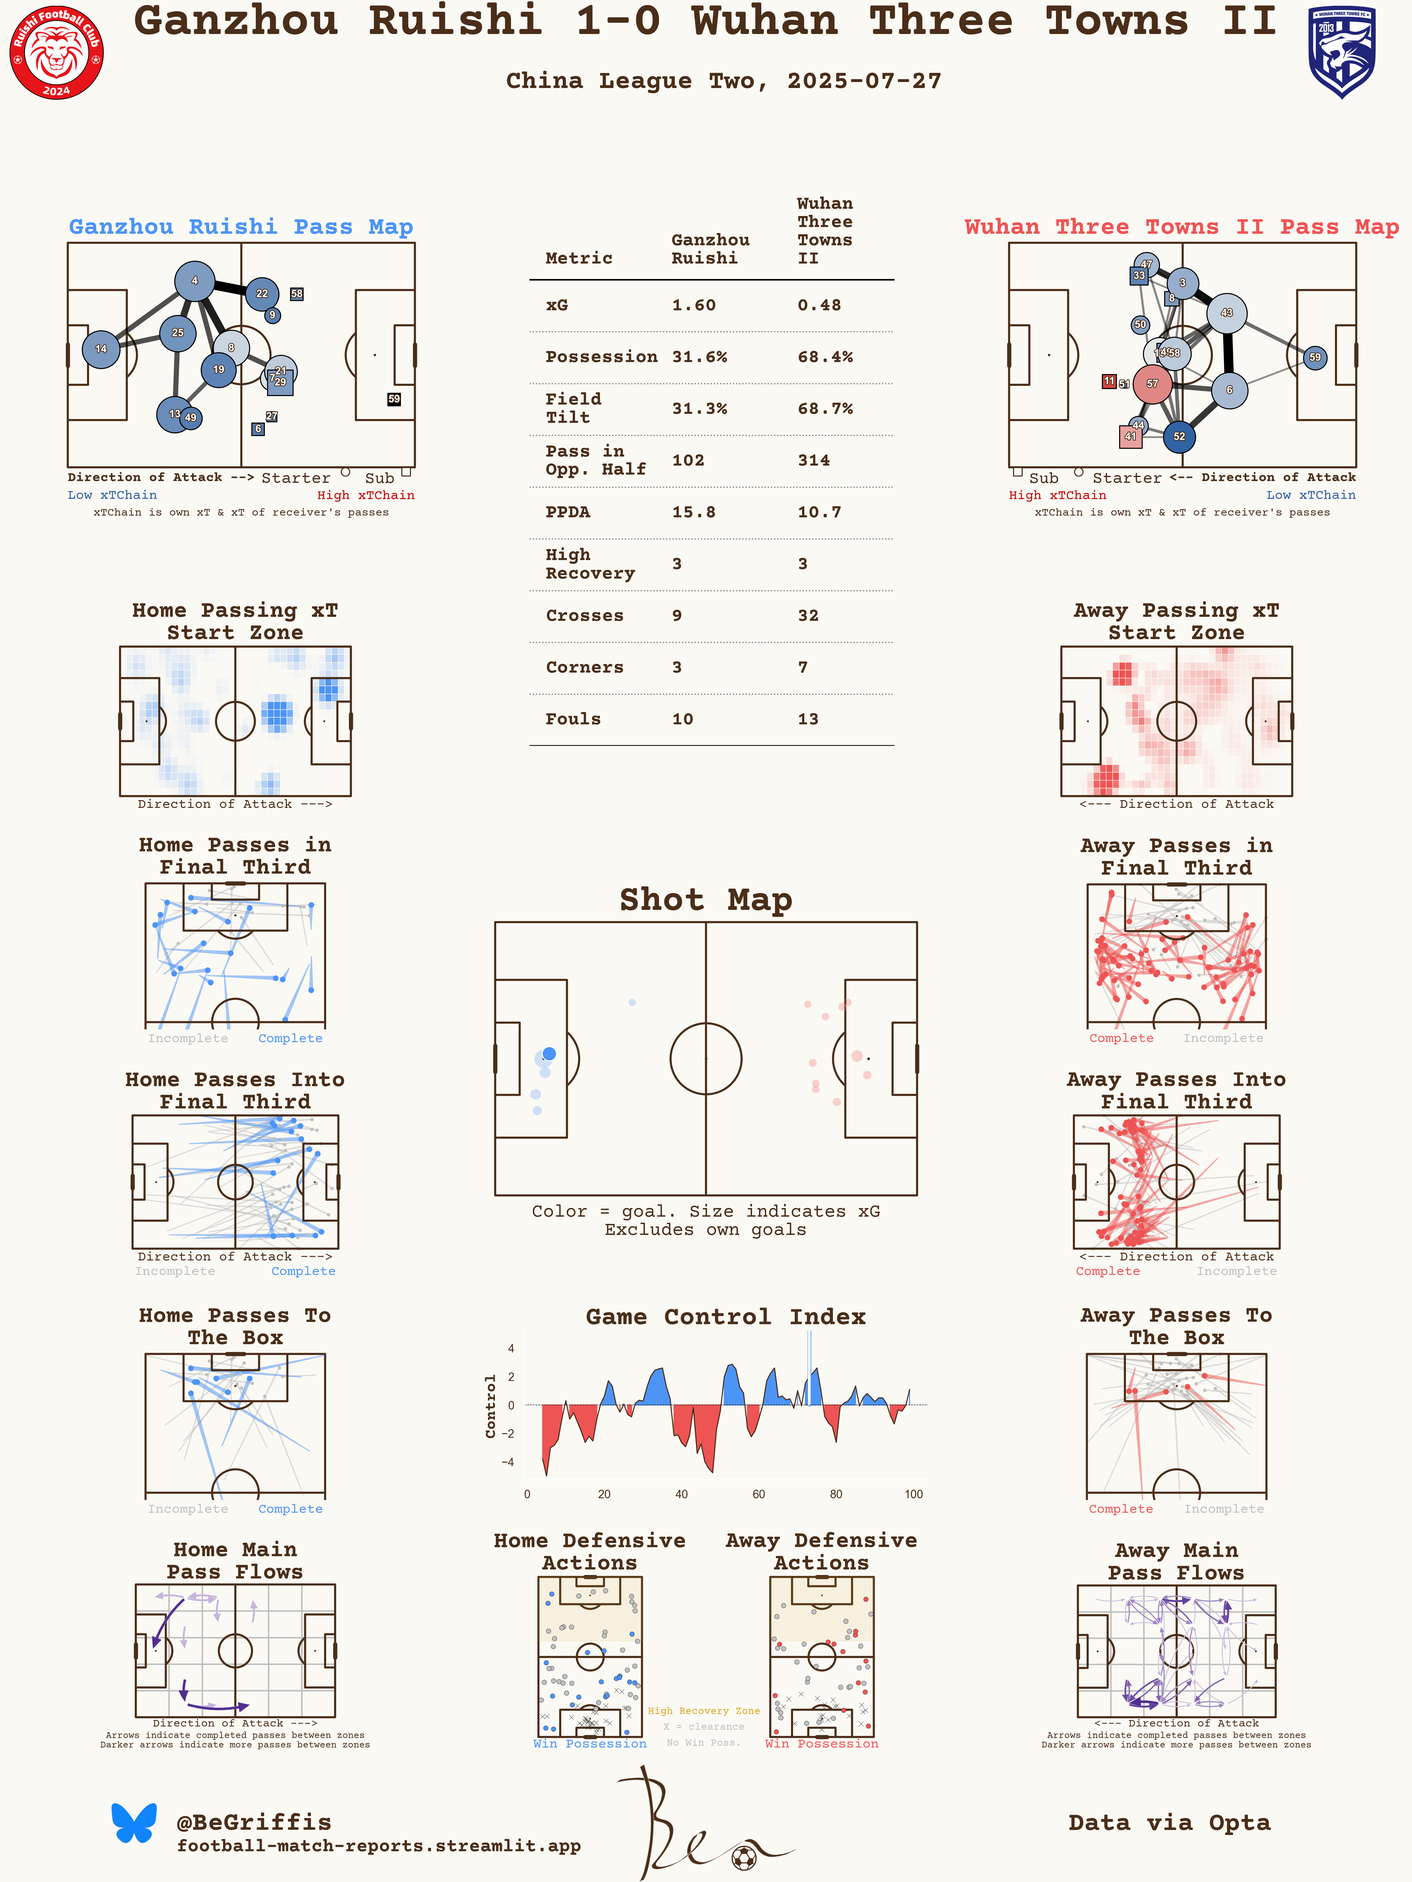 Ganzhou Ruishi 1-0 Wuhan Three Towns II
China League Two, 2025-07-27
Ruishi Football Club
2024
WUHAN THREE TOWNS FC
2013
Ganzhou Ruishi Pass Map
4
22
58
9
25
14
8
19
21
7
29
59
13
49
27
6
Direction of Attack -->
Starter
Sub
Low xTChain
High xTChain
xTChain is own xT & xT of receiver's passes
Metric
Ganzhou
Ruishi
Wuhan
Three
Towns
II
xG 1.60 0.48
Possession 31.6% 68.4%
Field
Tilt 31.3% 68.7%
Pass in
Opp. Half 102 314
PPDA 15.8 10.7
High
Recovery 3 3
Crosses 9 32
Corners 3 7
Fouls 10 13
Wuhan Three Towns II Pass Map
47
33
3
8
43
50
58
59
11
51
57
6
44
41
52
Sub
Starter
<-- Direction of Attack
High xTChain
Low xTChain
xTChain is own xT & xT of receiver's passes
Home Passing xT
Start Zone
Direction of Attack --->
Away Passing xT
Start Zone
<--- Direction of Attack
Home Passes in
Final Third
Incomplete
Complete
Shot Map
Color = goal. Size indicates xG
Excludes own goals
Away Passes in
Final Third
Complete
Incomplete
Home Passes Into
Final Third
Direction of Attack --->
Incomplete
Complete
Away Passes Into
Final Third
<--- Direction of Attack
Complete
Incomplete
Home Passes To
The Box
Incomplete
Complete
Game Control Index
Control
4
2
0
−2
−4
0 20 40 60 80 100
Away Passes To
The Box
Complete
Incomplete
Home Main
Pass Flows
Direction of Attack --->
Arrows indicate completed passes between zones
Darker arrows indicate more passes between zones
Home Defensive
Actions
Win Possession
High Recovery Zone
X = clearance
No Win Poss.
Away Defensive
Actions
Win Possession
Away Main
Pass Flows
<--- Direction of Attack
Arrows indicate completed passes between zones
Darker arrows indicate more passes between zones
@BeGriffis
football-match-reports.streamlit.app
Ben
Data via Opta